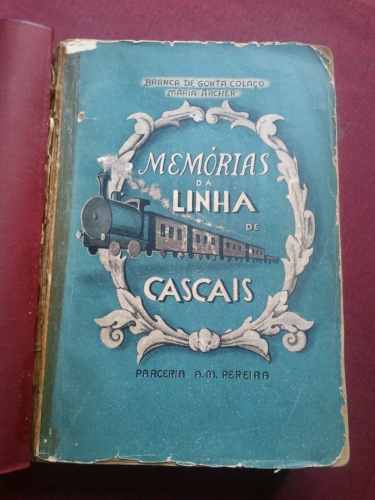 BRANCA DE GONTA COLAÇO
MARIA ARCHER
MEMÓRIAS
DA
LINHA
DE
CASCAIS
PARCERIA A. M. PEREIRA